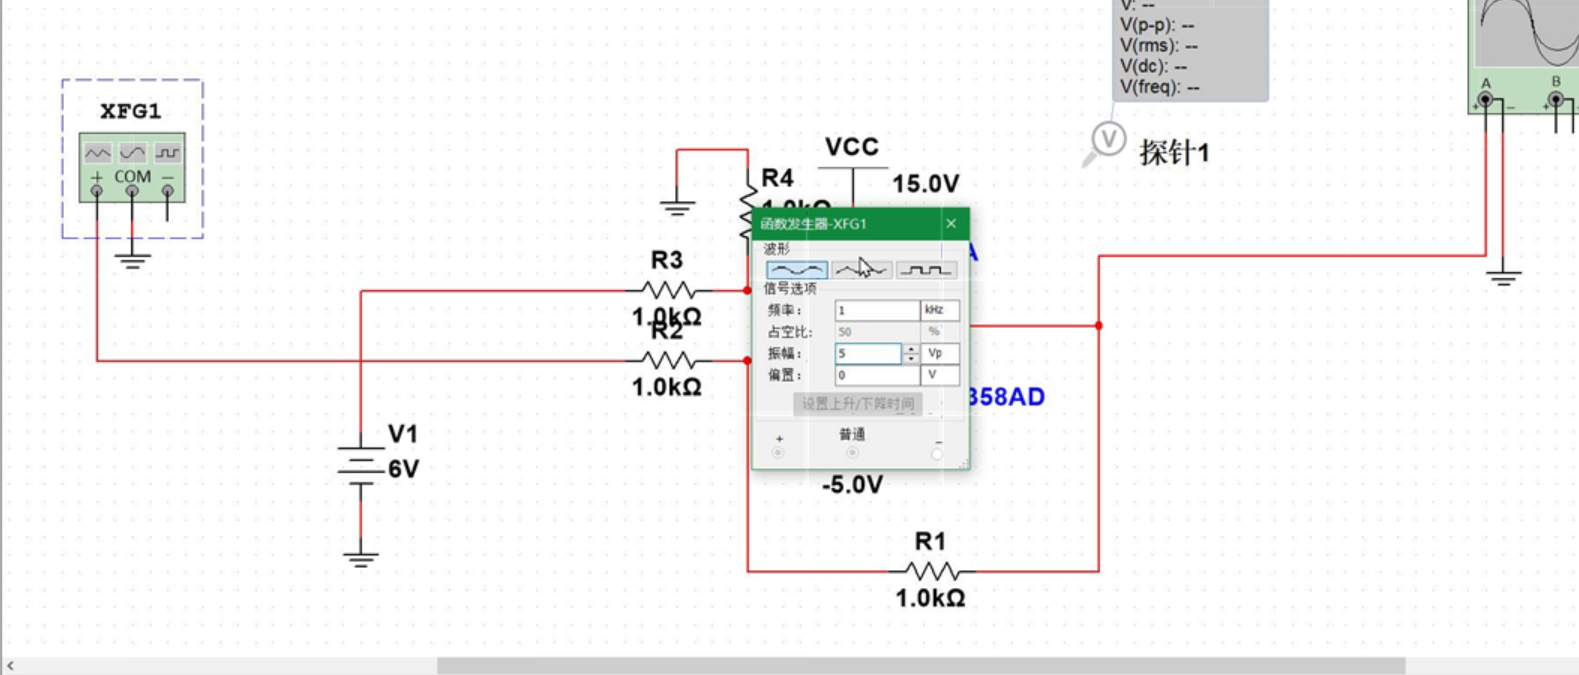 V: --
V(p-p): --
V(rms): --
V(dc): --
V(freq): --
A
B
+
−
+
XFG1
+ COM −
VCC
15.0V
R4
V
探针1
函数发生器-XFG1
波形
信号选项
频率: 1 kHz
占空比: 50 %
振幅: 5 Vp
偏置: 0 V
设置上升/下降时间
+ 普通 −
R3
1.0kΩ
R2
1.0kΩ
A
358AD
V1
6V
-5.0V
R1
1.0kΩ